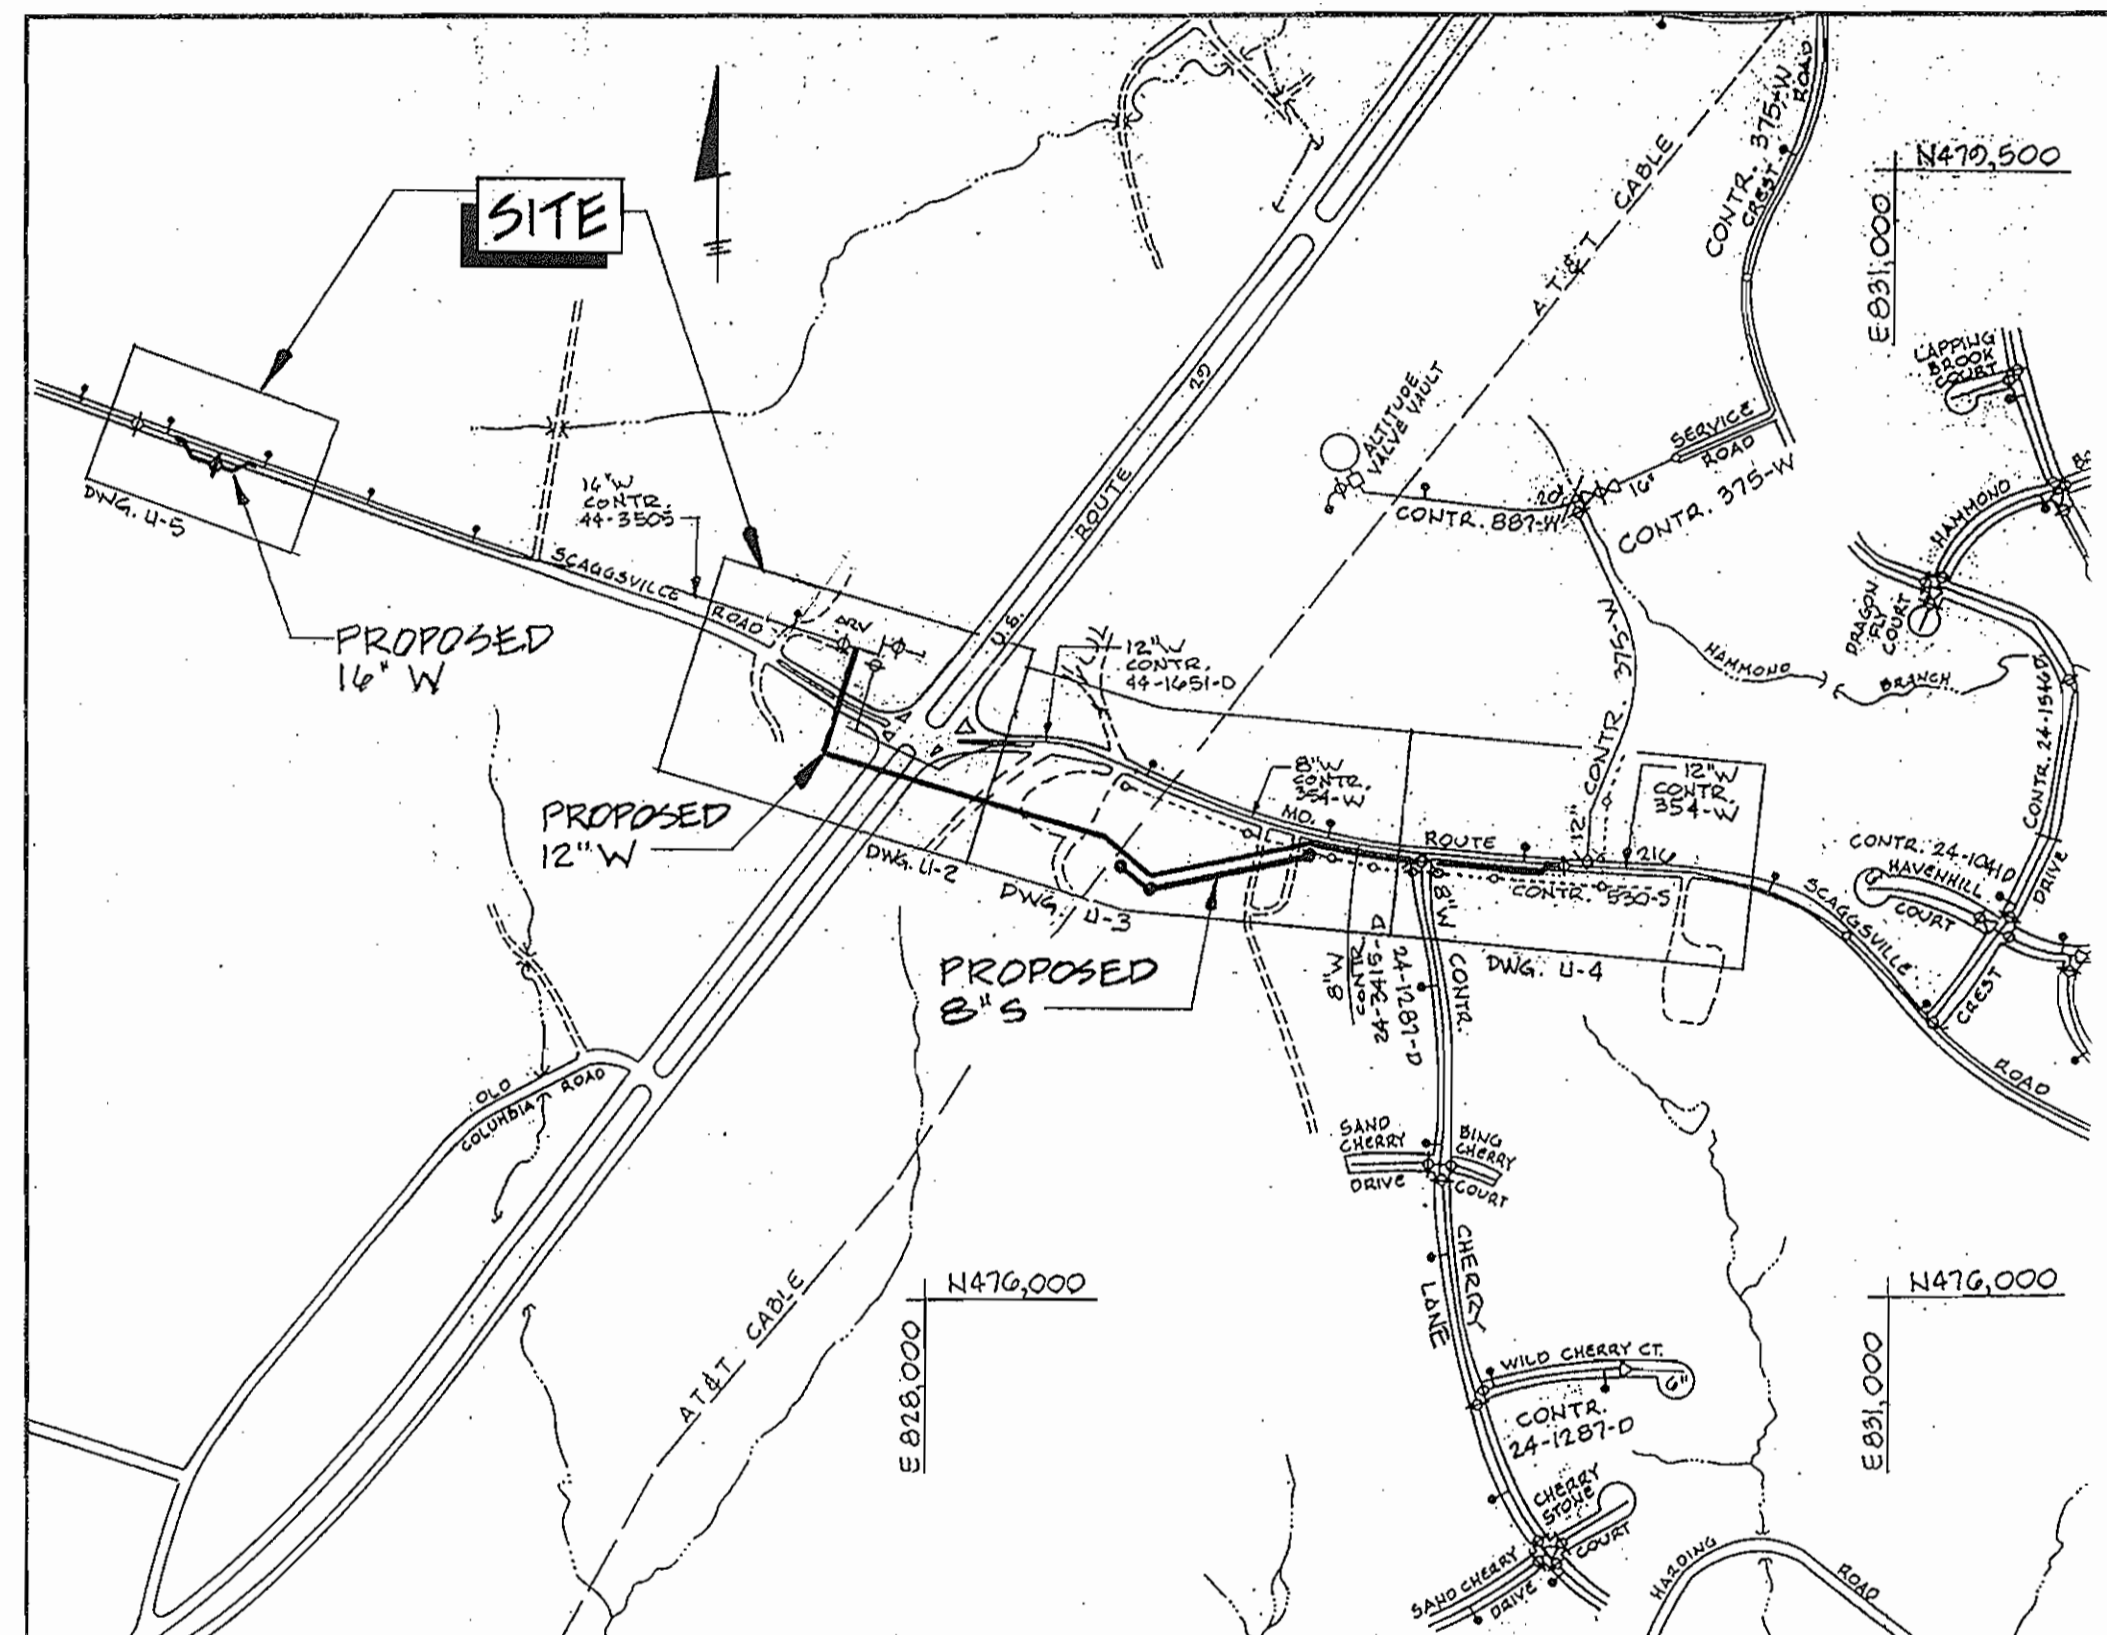 SITE
N479,500
E831,000
CONTR. 375-W
CREST ROAD
AT&T CABLE
LAPPING
BROOK
COURT
ALTITUDE
VALVE VAULT
SERVICE
ROAD
20"
16"
CONTR. 887-W
CONTR. 375-W
HAMMOND
DRAGON
FLY
COURT
U.S. ROUTE 29
DWG. U-5
16"W
CONTR.
44-3505
SCAGGSVILLE ROAD
PROPOSED
16" W
12"W
CONTR.
44-1651-D
HAMMOND BRANCH
12" CONTR. 375-W
CONTR. 24-1546-D
PROPOSED
12" W
DWG. U-2
DWG. U-3
8"W
CONTR.
354-W
MD. ROUTE 216
12"W
CONTR.
354-W
CONTR. 530-S
CONTR. 24-1041D
HAVENHILL
COURT
CREST DRIVE
SCAGGSVILLE ROAD
PROPOSED
8" S
8"W
CONTR.
24-3415-D
8"W CONTR.
24-1287-D
DWG. U-4
OLD
COLUMBIA ROAD
SAND
CHERRY
DRIVE
BING
CHERRY
COURT
AT&T CABLE
N476,000
E828,000
CHERRY
LANE
N476,000
E831,000
WILD CHERRY CT.
6"
CONTR.
24-1287-D
CHERRY
STONE
COURT
SAND CHERRY
DRIVE
HARDING ROAD